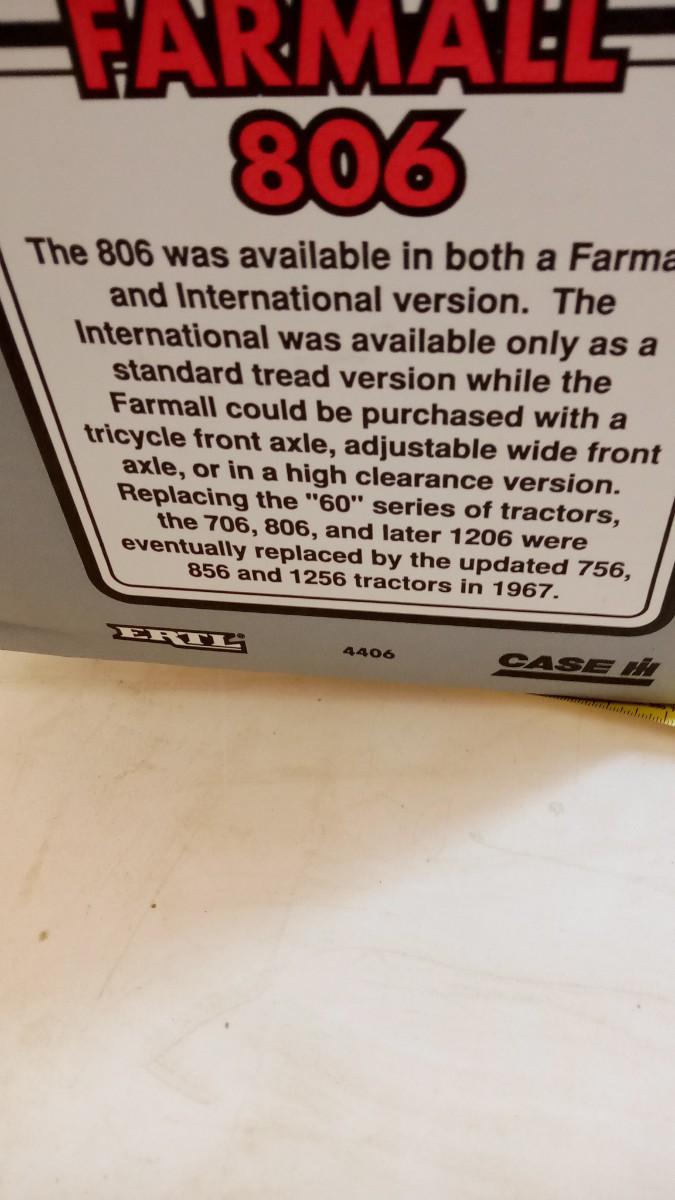 FARMALL
806
The 806 was available in both a Farma
and International version. The
International was available only as a
standard tread version while the
Farmall could be purchased with a
tricycle front axle, adjustable wide front
axle, or in a high clearance version.
Replacing the "60" series of tractors,
the 706, 806, and later 1206 were
eventually replaced by the updated 756,
856 and 1256 tractors in 1967.
ERTL®
4406
CASE IH